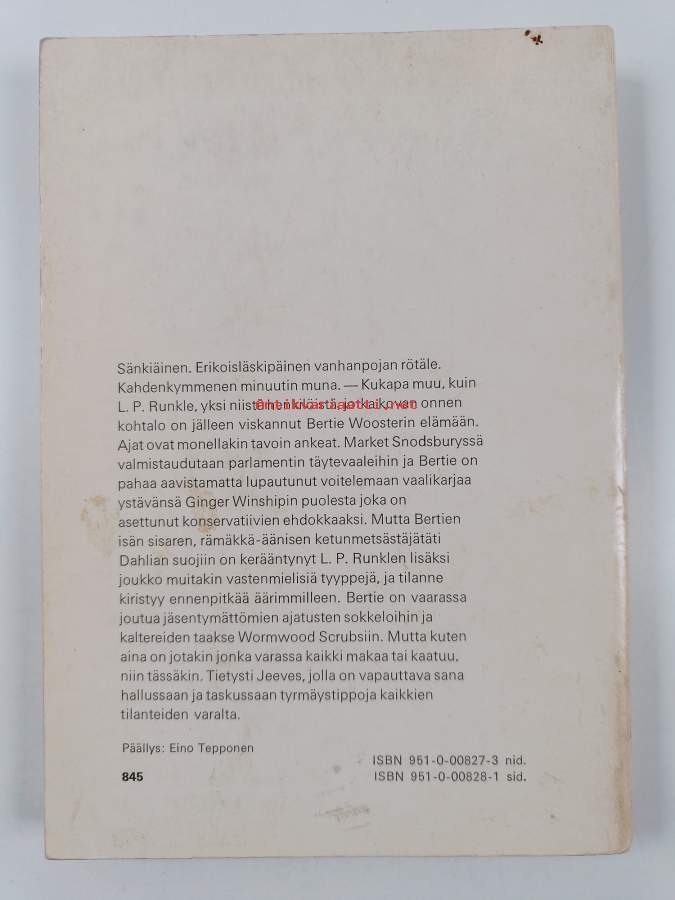 Sänkiäinen. Erikoisläskipäinen vanhanpojan rötäle.
Kahdenkymmenen minuutin muna. — Kukapa muu, kuin
L. P. Runkle, yksi niistä henkilöistä jotka kovan onnen
Antikvariaatti.net
kohtalo on jälleen viskannut Bertie Woosterin elämään.
Ajat ovat monellakin tavoin ankeat. Market Snodsburyssä
valmistaudutaan parlamentin täytevaaleihin ja Bertie on
pahaa aavistamatta lupautunut voitelemaan vaalikarjaa
ystävänsä Ginger Winshipin puolesta joka on
asettunut konservatiivien ehdokkaaksi. Mutta Bertien
isän sisaren, rämäkkä-äänisen ketunmetsästäjätäti
Dahlian suojiin on kerääntynyt L. P. Runklen lisäksi
joukko muitakin vastenmielisiä tyyppejä, ja tilanne
kiristyy ennenpitkää äärimmilleen. Bertie on vaarassa
joutua jäsentymättömien ajatusten sokkeloihin ja
kaltereiden taakse Wormwood Scrubsiin. Mutta kuten
aina on jotakin jonka varassa kaikki makaa tai kaatuu,
niin tässäkin. Tietysti Jeeves, jolla on vapauttava sana
hallussaan ja taskussaan tyrmäystippoja kaikkien
tilanteiden varalta.
Päällys: Eino Tepponen
845
ISBN 951-0-00827-3 nid.
ISBN 951-0-00828-1 sid.